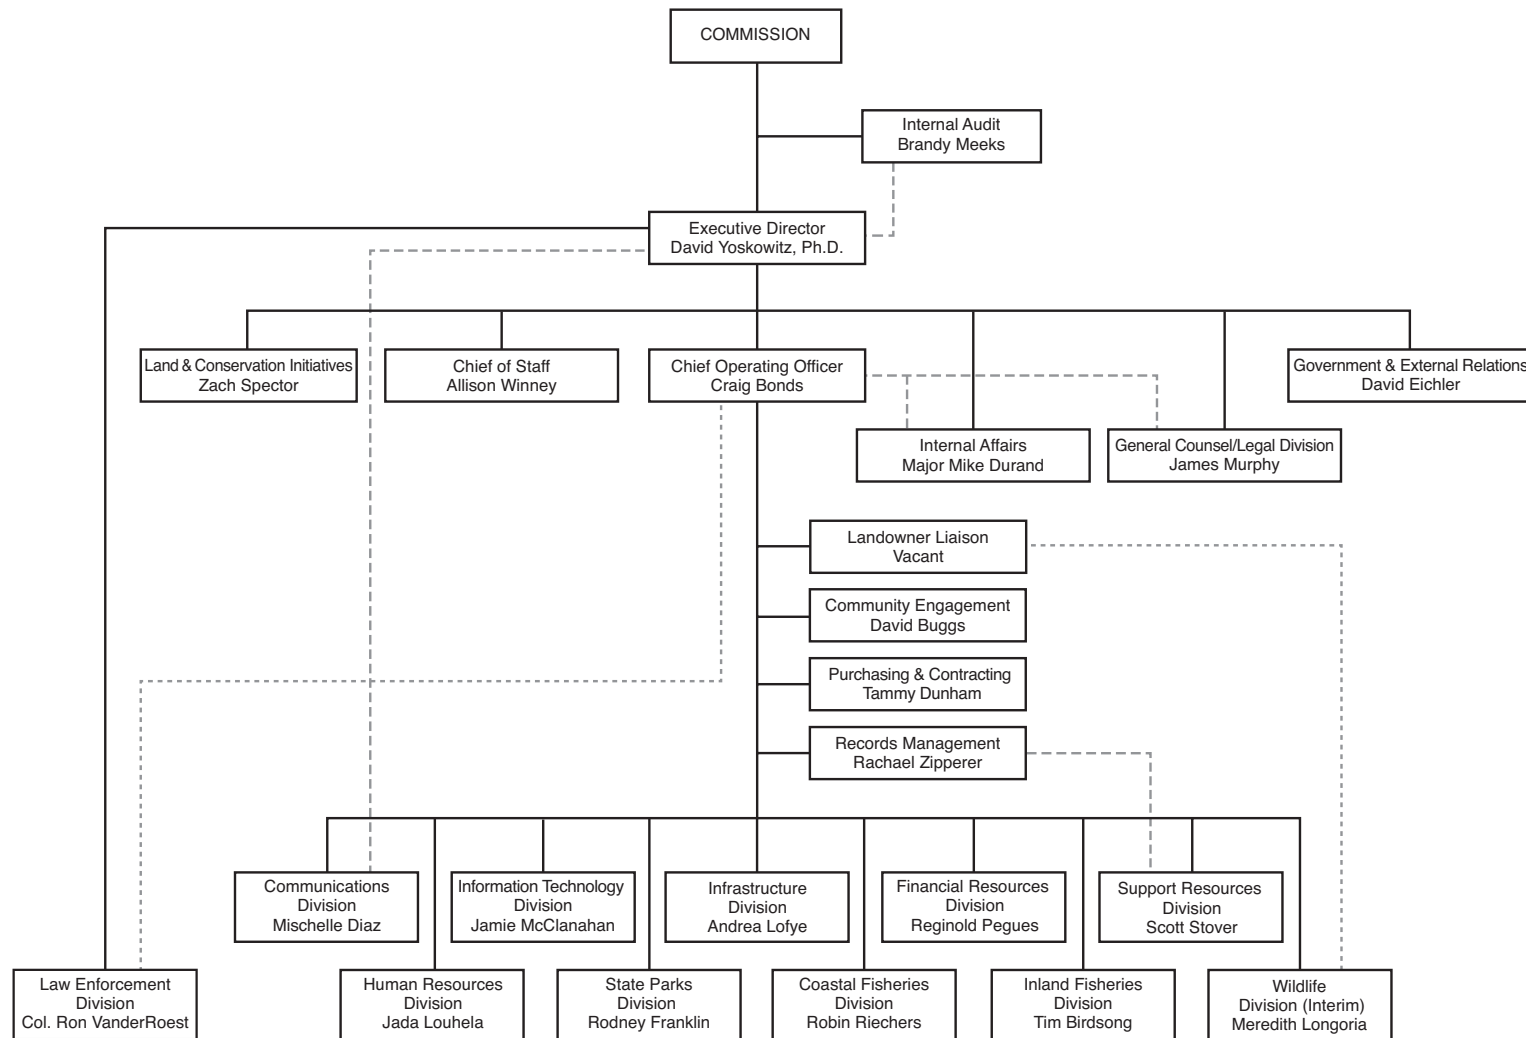 COMMISSION
Internal Audit
Brandy Meeks
Executive Director
David Yoskowitz, Ph.D.
Land & Conservation Initiatives
Zach Spector
Chief of Staff
Allison Winney
Chief Operating Officer
Craig Bonds
Government & External Relations
David Eichler
Internal Affairs
Major Mike Durand
General Counsel/Legal Division
James Murphy
Landowner Liaison
Vacant
Community Engagement
David Buggs
Purchasing & Contracting
Tammy Dunham
Records Management
Rachael Zipperer
Communications
Division
Mischelle Diaz
Information Technology
Division
Jamie McClanahan
Infrastructure
Division
Andrea Lofye
Financial Resources
Division
Reginold Pegues
Support Resources
Division
Scott Stover
Law Enforcement
Division
Col. Ron VanderRoest
Human Resources
Division
Jada Louhela
State Parks
Division
Rodney Franklin
Coastal Fisheries
Division
Robin Riechers
Inland Fisheries
Division
Tim Birdsong
Wildlife
Division (Interim)
Meredith Longoria